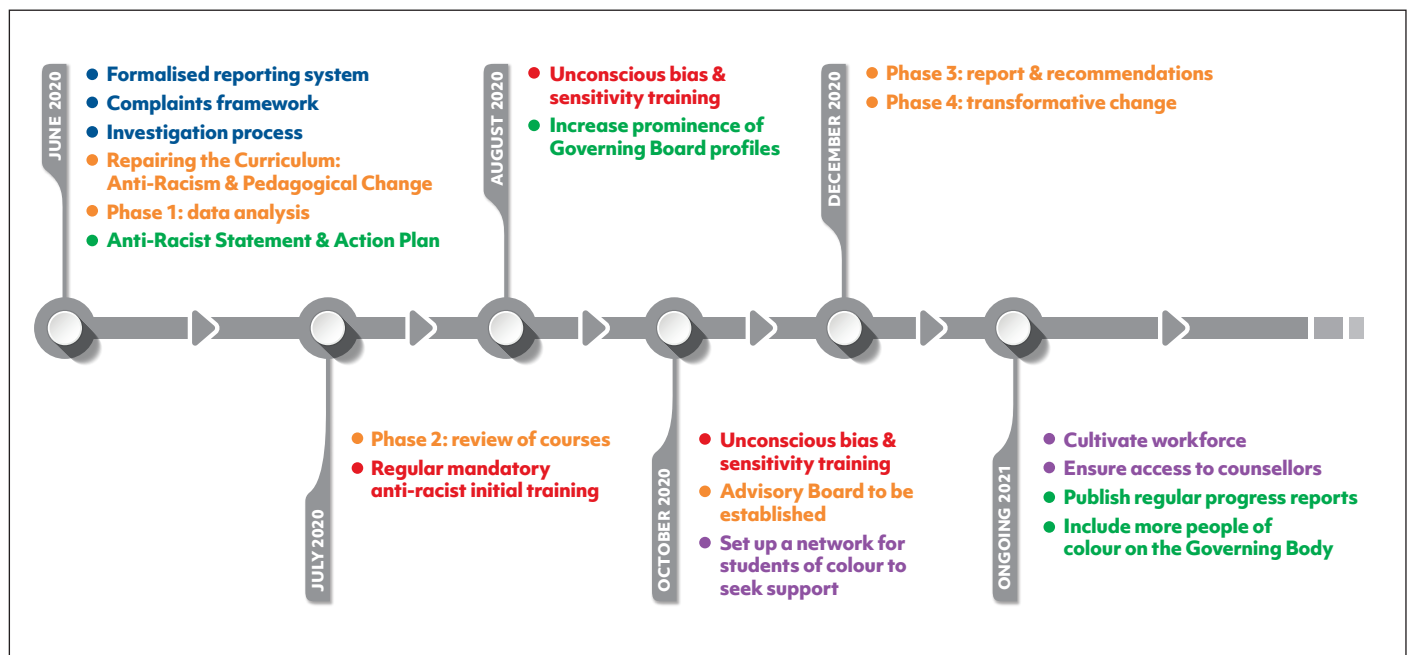 JUNE 2020
Formalised reporting system
Complaints framework
Investigation process
Repairing the Curriculum:
Anti-Racism & Pedagogical Change
Phase 1: data analysis
Anti-Racist Statement & Action Plan
JULY 2020
Phase 2: review of courses
Regular mandatory
anti-racist initial training
AUGUST 2020
Unconscious bias &
sensitivity training
Increase prominence of
Governing Board profiles
OCTOBER 2020
Unconscious bias &
sensitivity training
Advisory Board to be
established
Set up a network for
students of colour to
seek support
DECEMBER 2020
Phase 3: report & recommendations
Phase 4: transformative change
ONGOING 2021
Cultivate workforce
Ensure access to counsellors
Publish regular progress reports
Include more people of
colour on the Governing Body